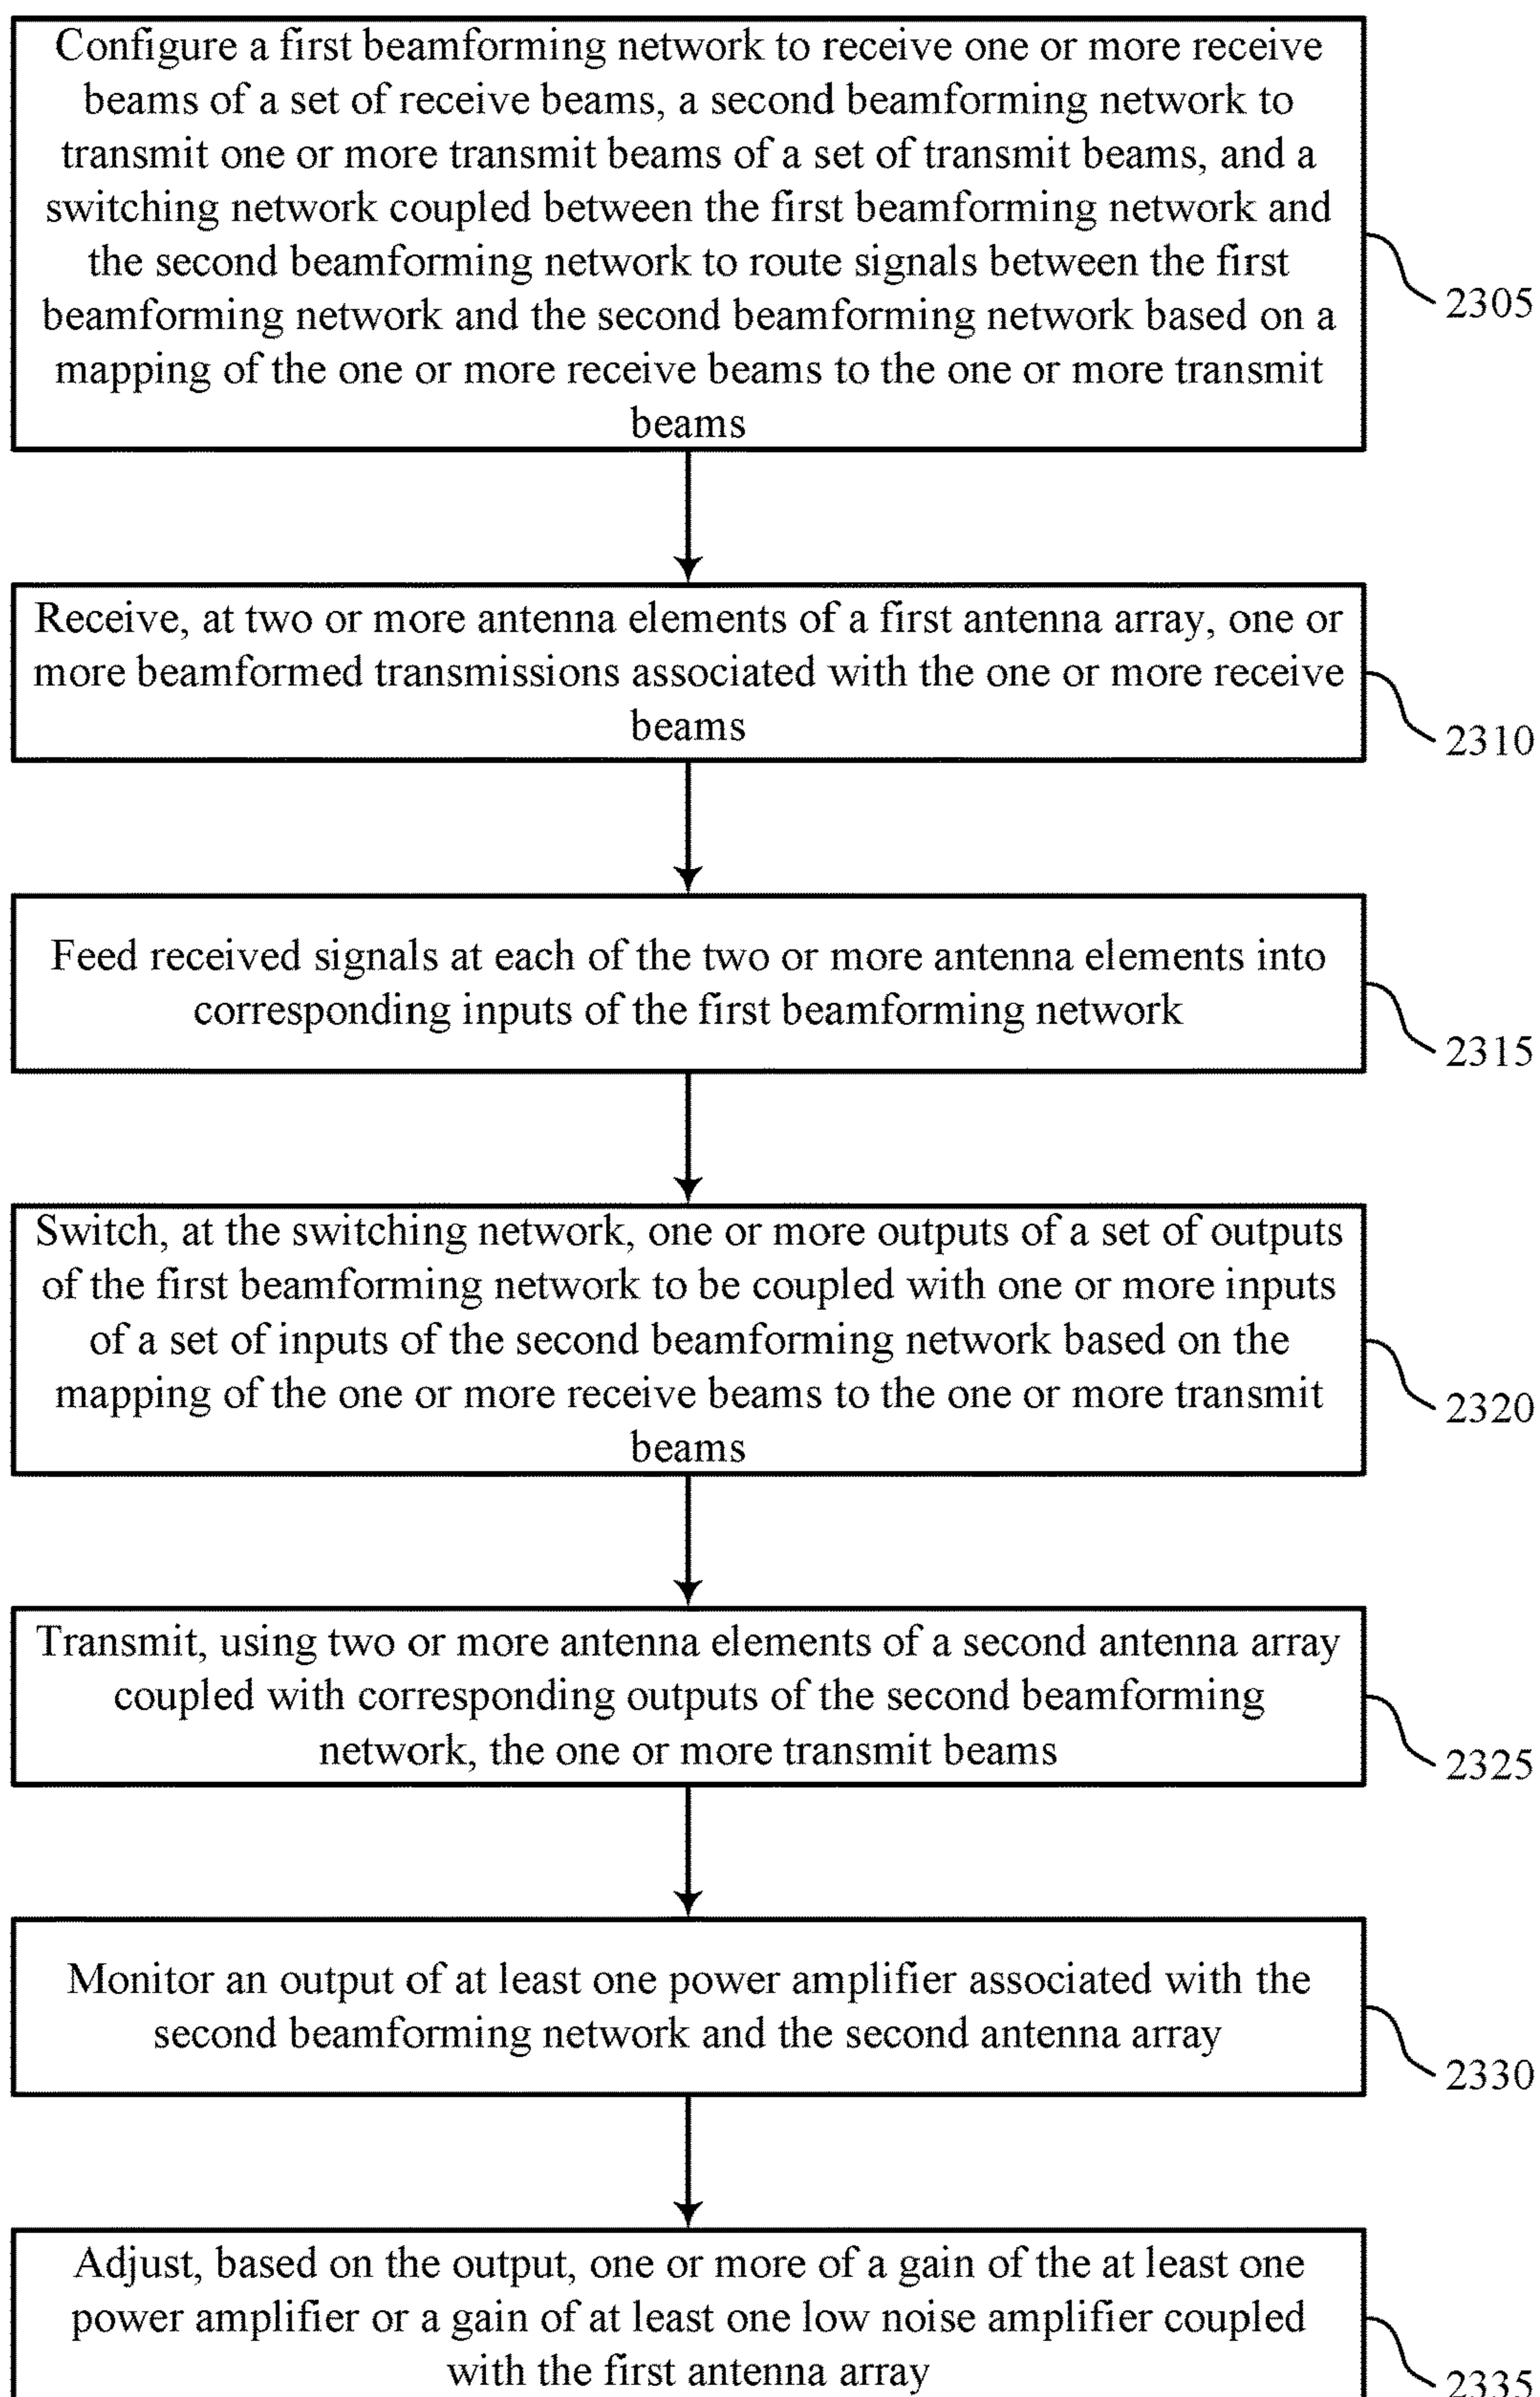 Configure a first beamforming network to receive one or more receive
beams of a set of receive beams, a second beamforming network to
transmit one or more transmit beams of a set of transmit beams, and a
switching network coupled between the first beamforming network and
the second beamforming network to route signals between the first
beamforming network and the second beamforming network based on a
mapping of the one or more receive beams to the one or more transmit
beams
2305
Receive, at two or more antenna elements of a first antenna array, one or
more beamformed transmissions associated with the one or more receive
beams
2310
Feed received signals at each of the two or more antenna elements into
corresponding inputs of the first beamforming network
2315
Switch, at the switching network, one or more outputs of a set of outputs
of the first beamforming network to be coupled with one or more inputs
of a set of inputs of the second beamforming network based on the
mapping of the one or more receive beams to the one or more transmit
beams
2320
Transmit, using two or more antenna elements of a second antenna array
coupled with corresponding outputs of the second beamforming
network, the one or more transmit beams
2325
Monitor an output of at least one power amplifier associated with the
second beamforming network and the second antenna array
2330
Adjust, based on the output, one or more of a gain of the at least one
power amplifier or a gain of at least one low noise amplifier coupled
with the first antenna array
2335